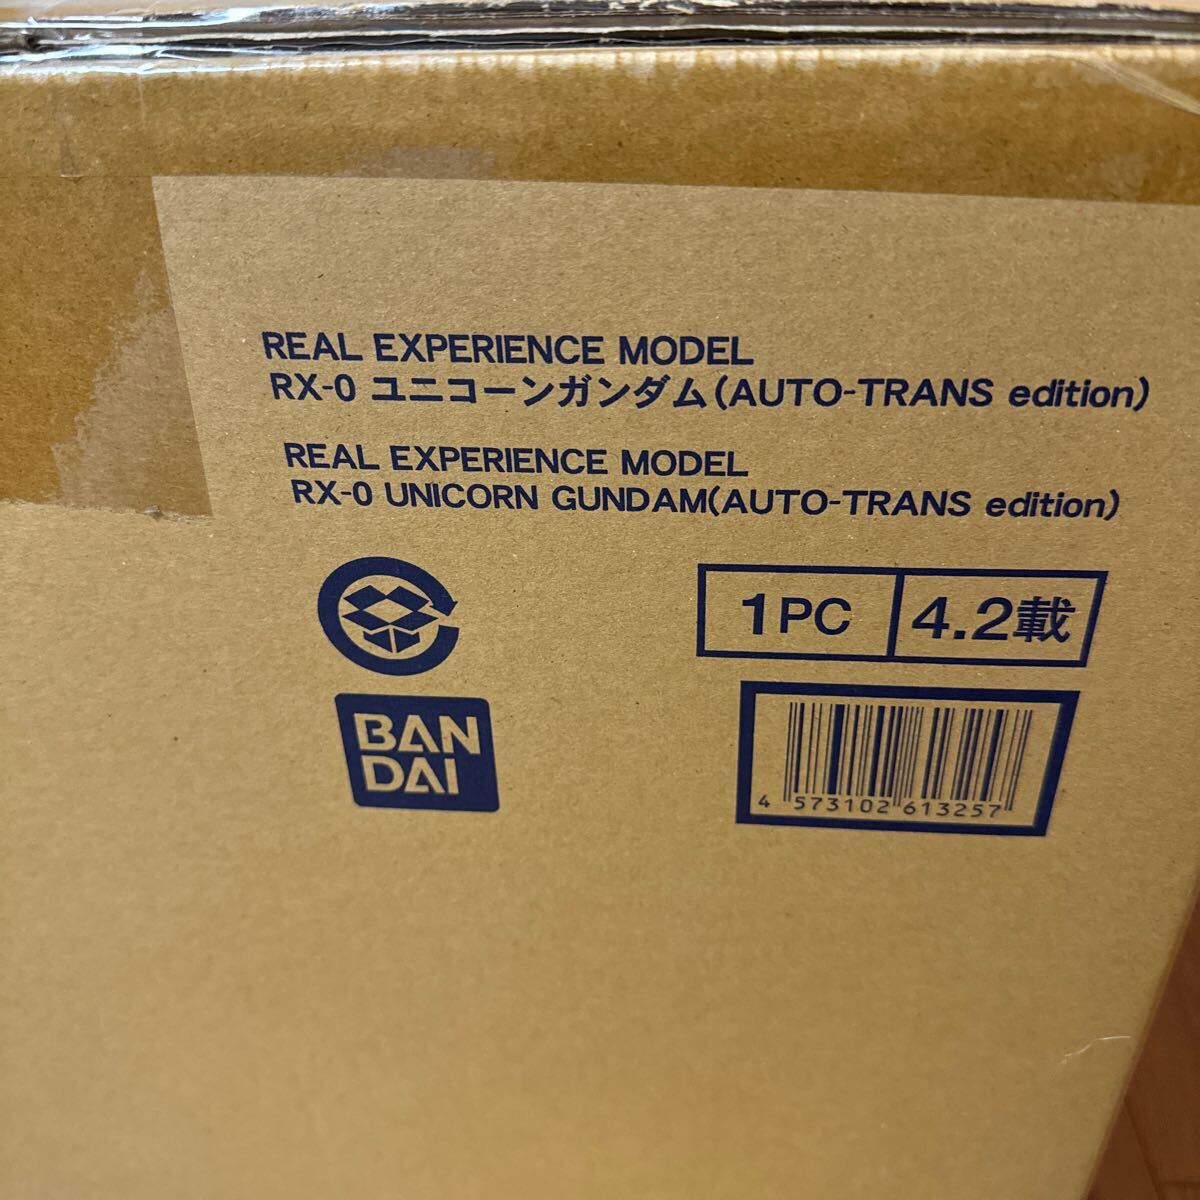 REAL EXPERIENCE MODEL
RX-0 ユニコーンガンダム(AUTO-TRANS edition)
REAL EXPERIENCE MODEL
RX-0 UNICORN GUNDAM(AUTO-TRANS edition)
1PC 4.2載
BAN
DAI
4 573102 613257